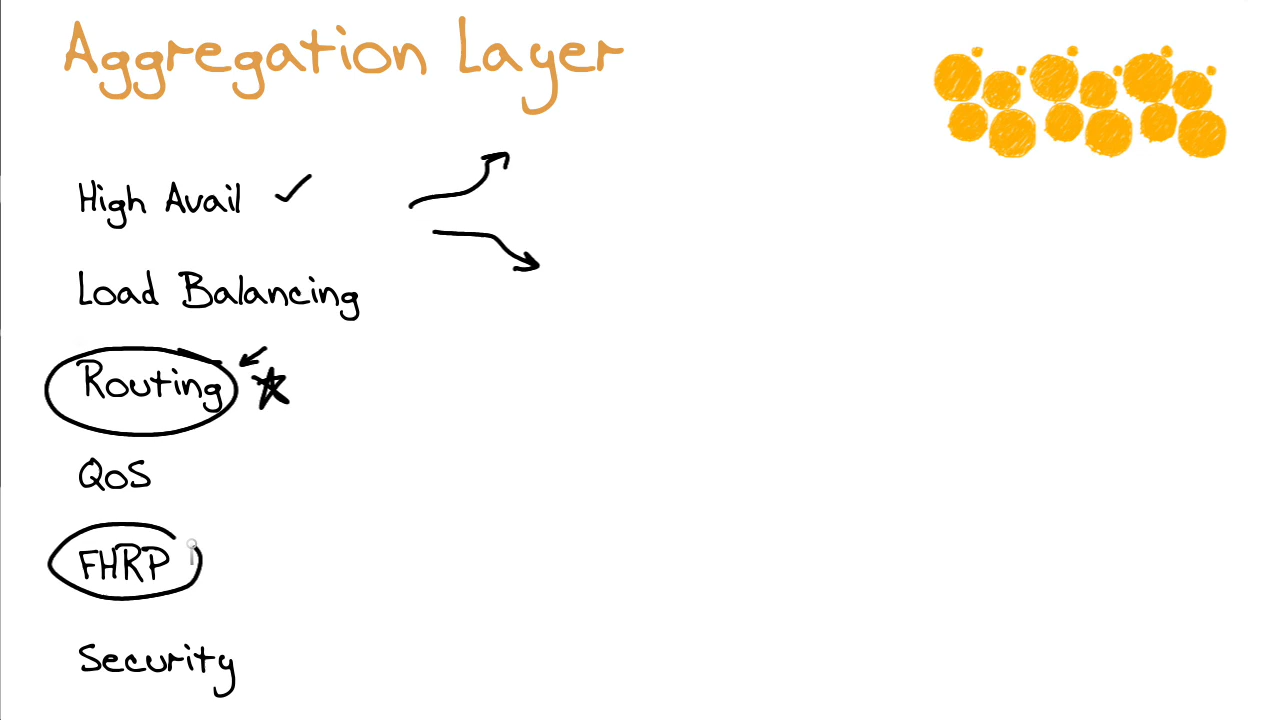 Aggregation Layer
High Avail
Load Balancing
Routing
QoS
FHRP
Security